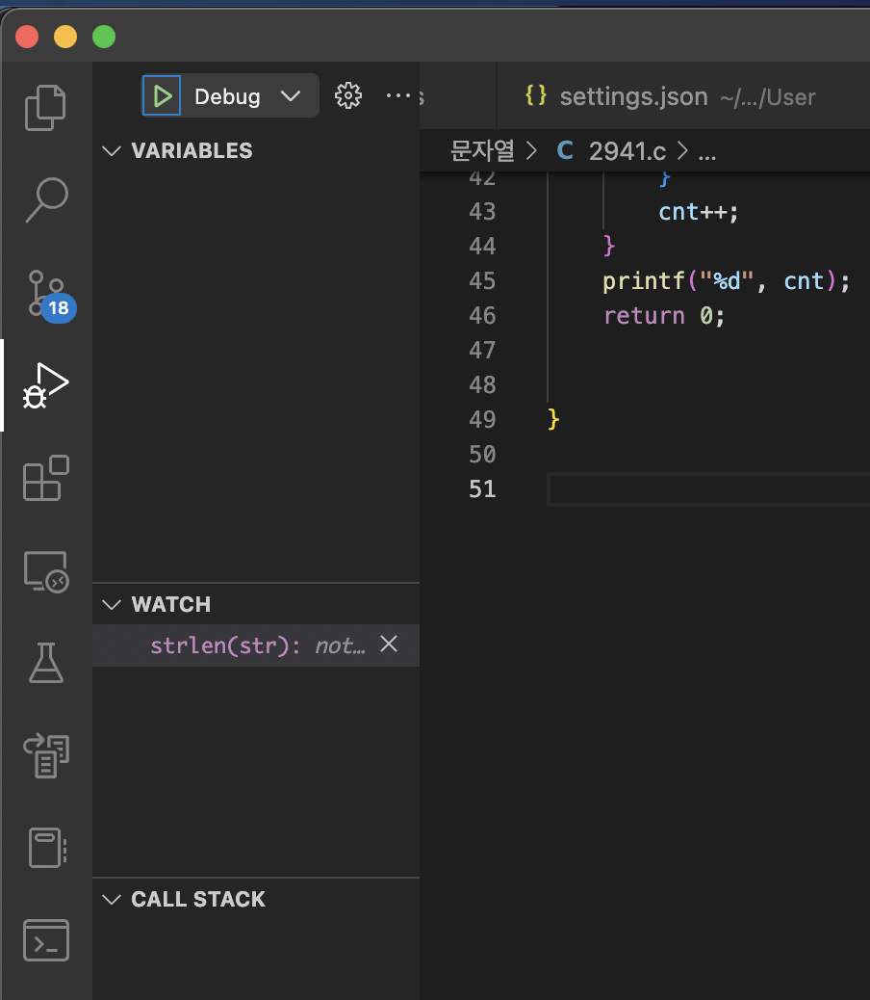 Debug
VARIABLES
WATCH
strlen(str): not…
CALL STACK
18
s
{} settings.json ~/.../User
문자열 > C 2941.c > ...
42 }
43 cnt++;
44 }
45 printf("%d", cnt);
46 return 0;
47
48
49 }
50
51